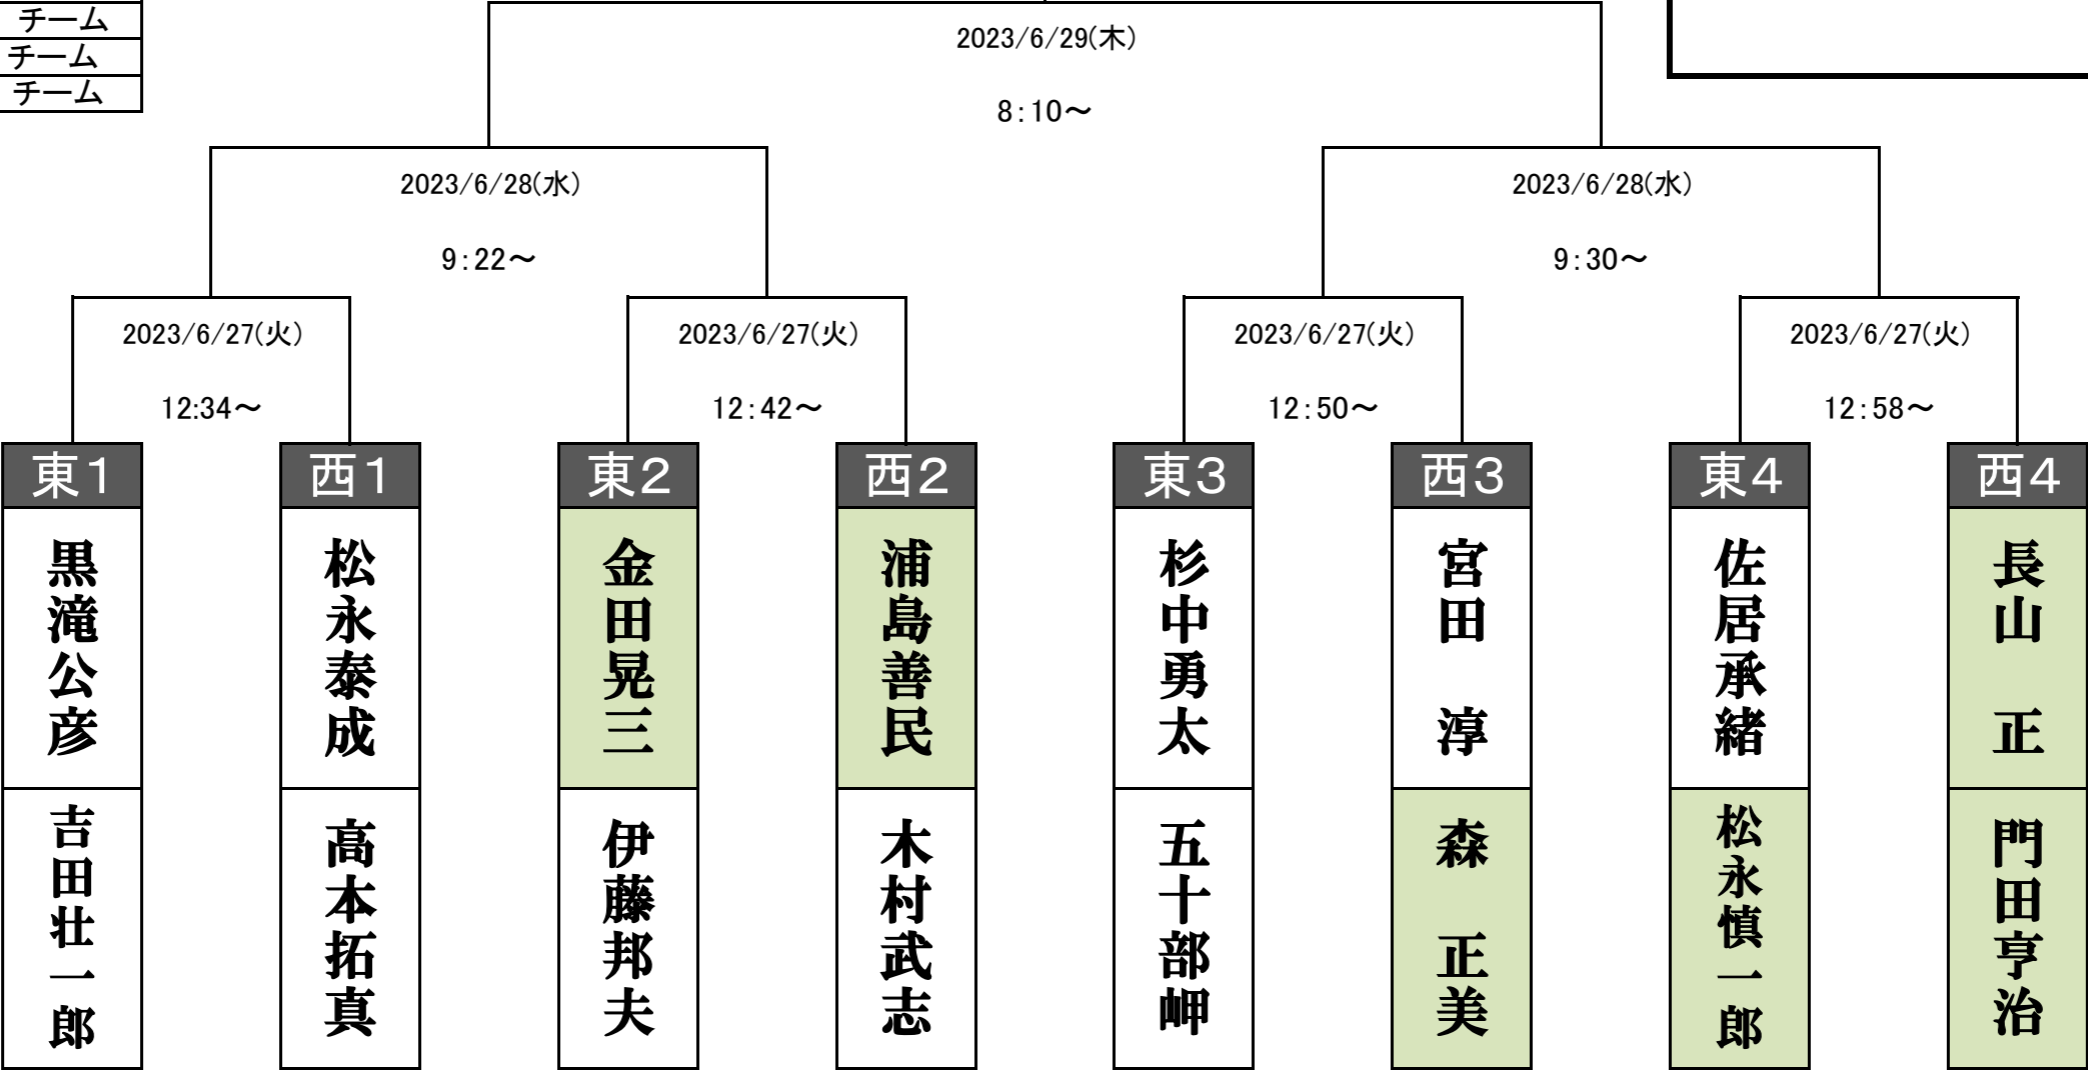 チーム
チーム
チーム
2023/6/29(木)
8:10～
2023/6/28(水)
9:22～
2023/6/28(水)
9:30～
2023/6/27(火)
12:34～
2023/6/27(火)
12:42～
2023/6/27(火)
12:50～
2023/6/27(火)
12:58～
東1
西1
東2
西2
東3
西3
東4
西4
黒滝公彦
松永泰成
金田晃三
浦島善民
杉中勇太
宮田　淳
佐居承緒
長山　正
吉田壮一郎
高本拓真
伊藤邦夫
木村武志
五十部岬
森　正美
松永慎一郎
門田亨治